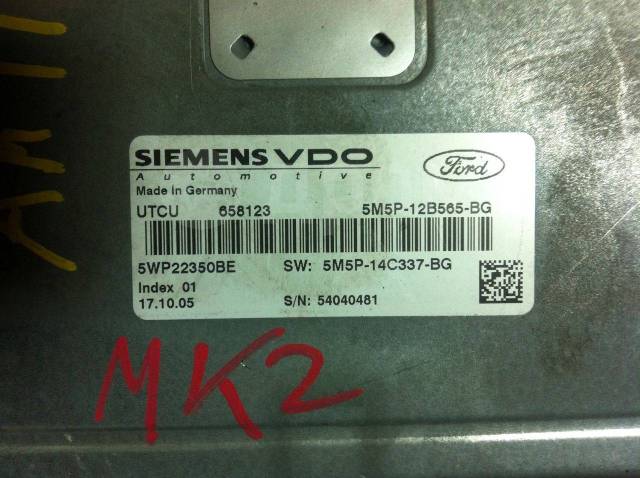 SIEMENS VDO
Automotive
Ford
Made in Germany
UTCU 658123 5M5P-12B565-BG
5WP22350BE SW: 5M5P-14C337-BG
Index 01
17.10.05 S/N: 54040481
MK2